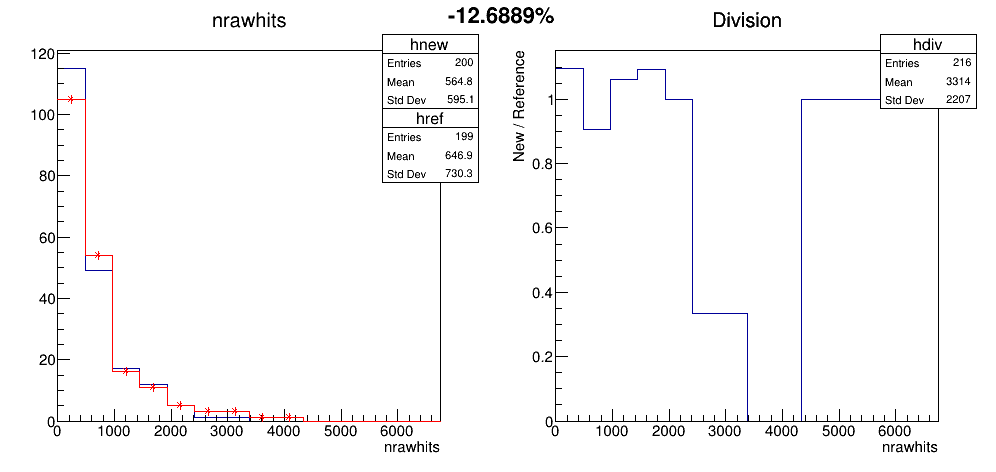 -12.6889%
nrawhits
hnew
Entries 200
Mean 564.8
Std Dev 595.1
href
Entries 199
Mean 646.9
Std Dev 730.3
120
100
80
60
40
20
0
0 1000 2000 3000 4000 5000 6000
nrawhits
Division
hdiv
Entries 216
Mean 3314
Std Dev 2207
New / Reference
1
0.8
0.6
0.4
0.2
0
0 1000 2000 3000 4000 5000 6000
nrawhits